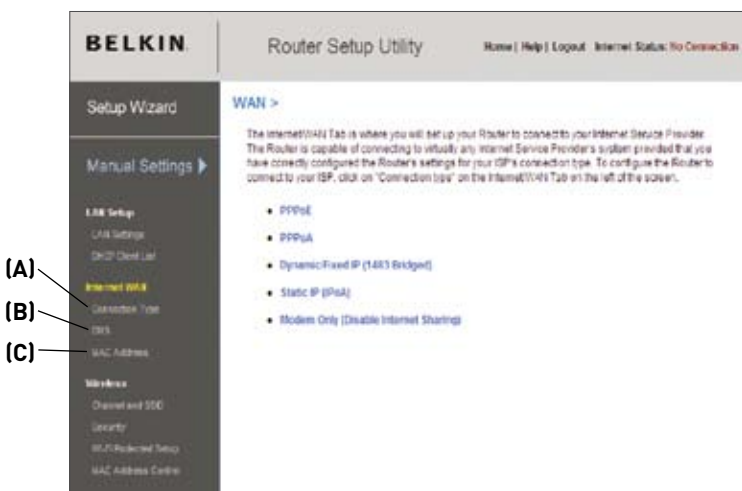 BELKIN
Router Setup Utility
Home | Help | Logout Internet Status: No Connection
Setup Wizard
Manual Settings
LAN Setup
LAN Settings
DHCP Client List
Internet WAN
Connection Type
DNS
MAC Address
Wireless
Channel and SSID
Security
Wi-Fi Protected Setup
MAC Address Control
(A)
(B)
(C)
WAN >
The Internet/WAN Tab is where you will set up your Router to connect to your Internet Service Provider.
The Router is capable of connecting to virtually any Internet Service Provider's system provided that you
have correctly configured the Router's settings for your ISP's connection type. To configure the Router to
connect to your ISP, click on "Connection type" on the Internet/WAN Tab on the left of the screen.
• PPPoE
• PPPoA
• Dynamic/Fixed IP (1483 Bridged)
• Static IP (IPoA)
• Modem Only (Disable Internet Sharing)